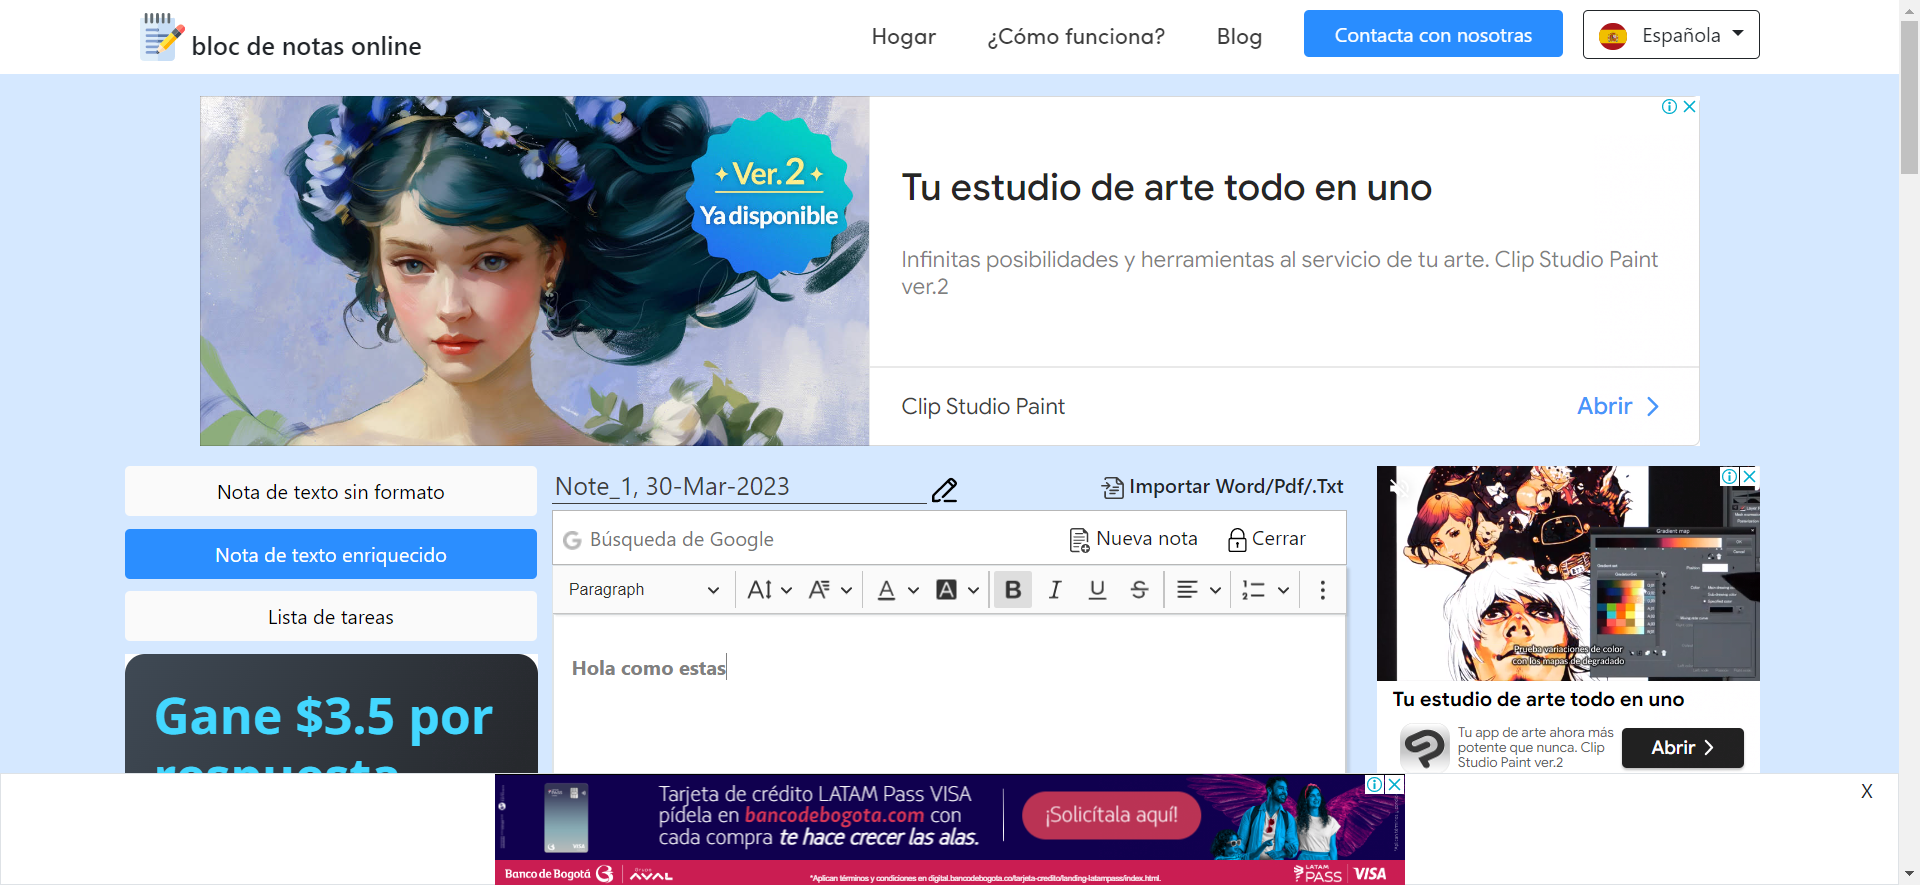 bloc de notas online
Hogar
¿Cómo funciona?
Blog
Contacta con nosotras
Española
Ver.2
Ya disponible
Tu estudio de arte todo en uno
Infinitas posibilidades y herramientas al servicio de tu arte. Clip Studio Paint
ver.2
Clip Studio Paint
Abrir
Nota de texto sin formato
Nota de texto enriquecido
Lista de tareas
Gane $3.5 por
respuesta
Note_1, 30-Mar-2023
Importar Word/Pdf/.Txt
Búsqueda de Google
Nueva nota
Cerrar
Paragraph
Hola como estas
Gradient map
Prueba variaciones de color
con los mapas de degradado
Tu estudio de arte todo en uno
Tu app de arte ahora más
potente que nunca. Clip
Studio Paint ver.2
Abrir
Tarjeta de crédito LATAM Pass VISA
pídela en bancodebogota.com con
cada compra te hace crecer las alas.
¡Solicítala aquí!
Banco de Bogotá
AVAL
*Aplican términos y condiciones en digital.bancodebogota.co/tarjeta-credito/landing-latampass/index.html.
LATAM
PASS
VISA
X